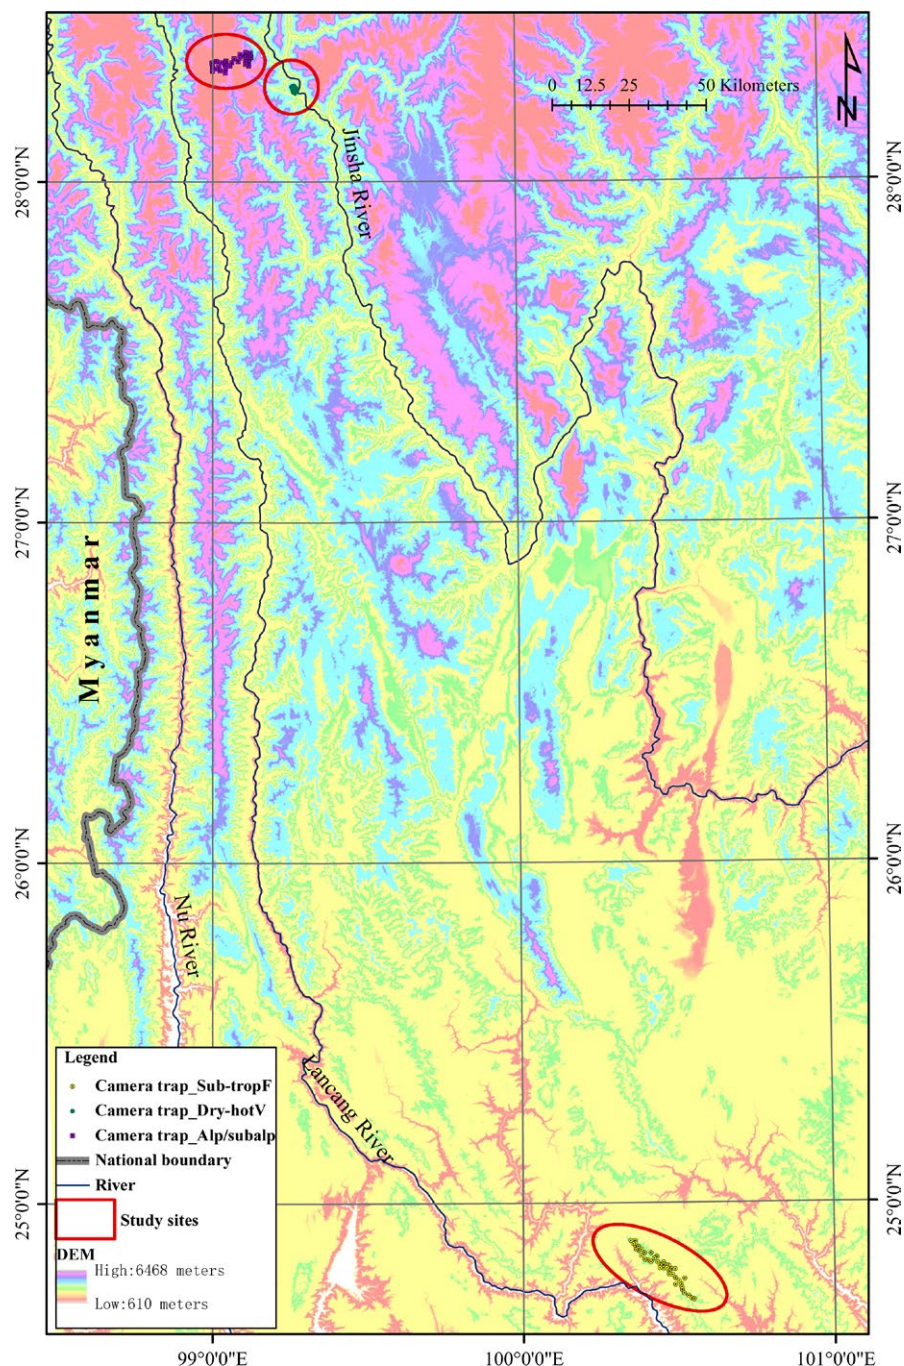 0 12.5 25 50 Kilometers
N
Jinsha River
28°0'0"N
28°0'0"N
27°0'0"N
27°0'0"N
Myanmar
26°0'0"N
26°0'0"N
Nu River
Lancang River
25°0'0"N
25°0'0"N
Legend
Camera trap_Sub-tropF
Camera trap_Dry-hotV
Camera trap_Alp/subalp
National boundary
River
Study sites
DEM
High:6468 meters
Low:610 meters
99°0'0"E
100°0'0"E
101°0'0"E